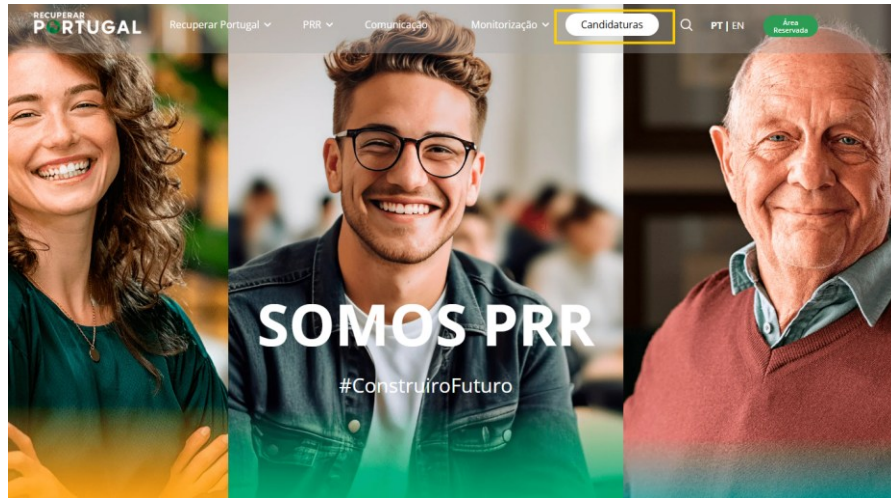 RECUPERAR
PORTUGAL
Recuperar Portugal
PRR
Comunicação
Monitorização
Candidaturas
PT | EN
Área
Reservada
SOMOS PRR
#ConstruiroFuturo